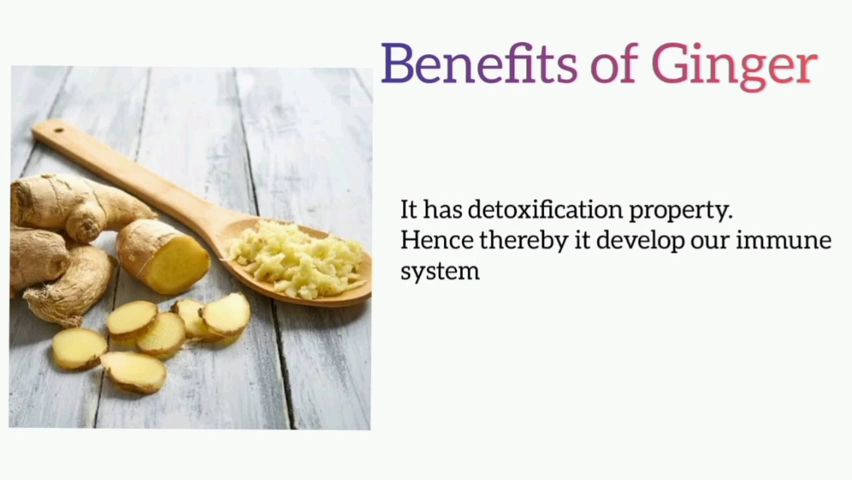 Benefits of Ginger
It has detoxification property.
Hence thereby it develop our immune
system